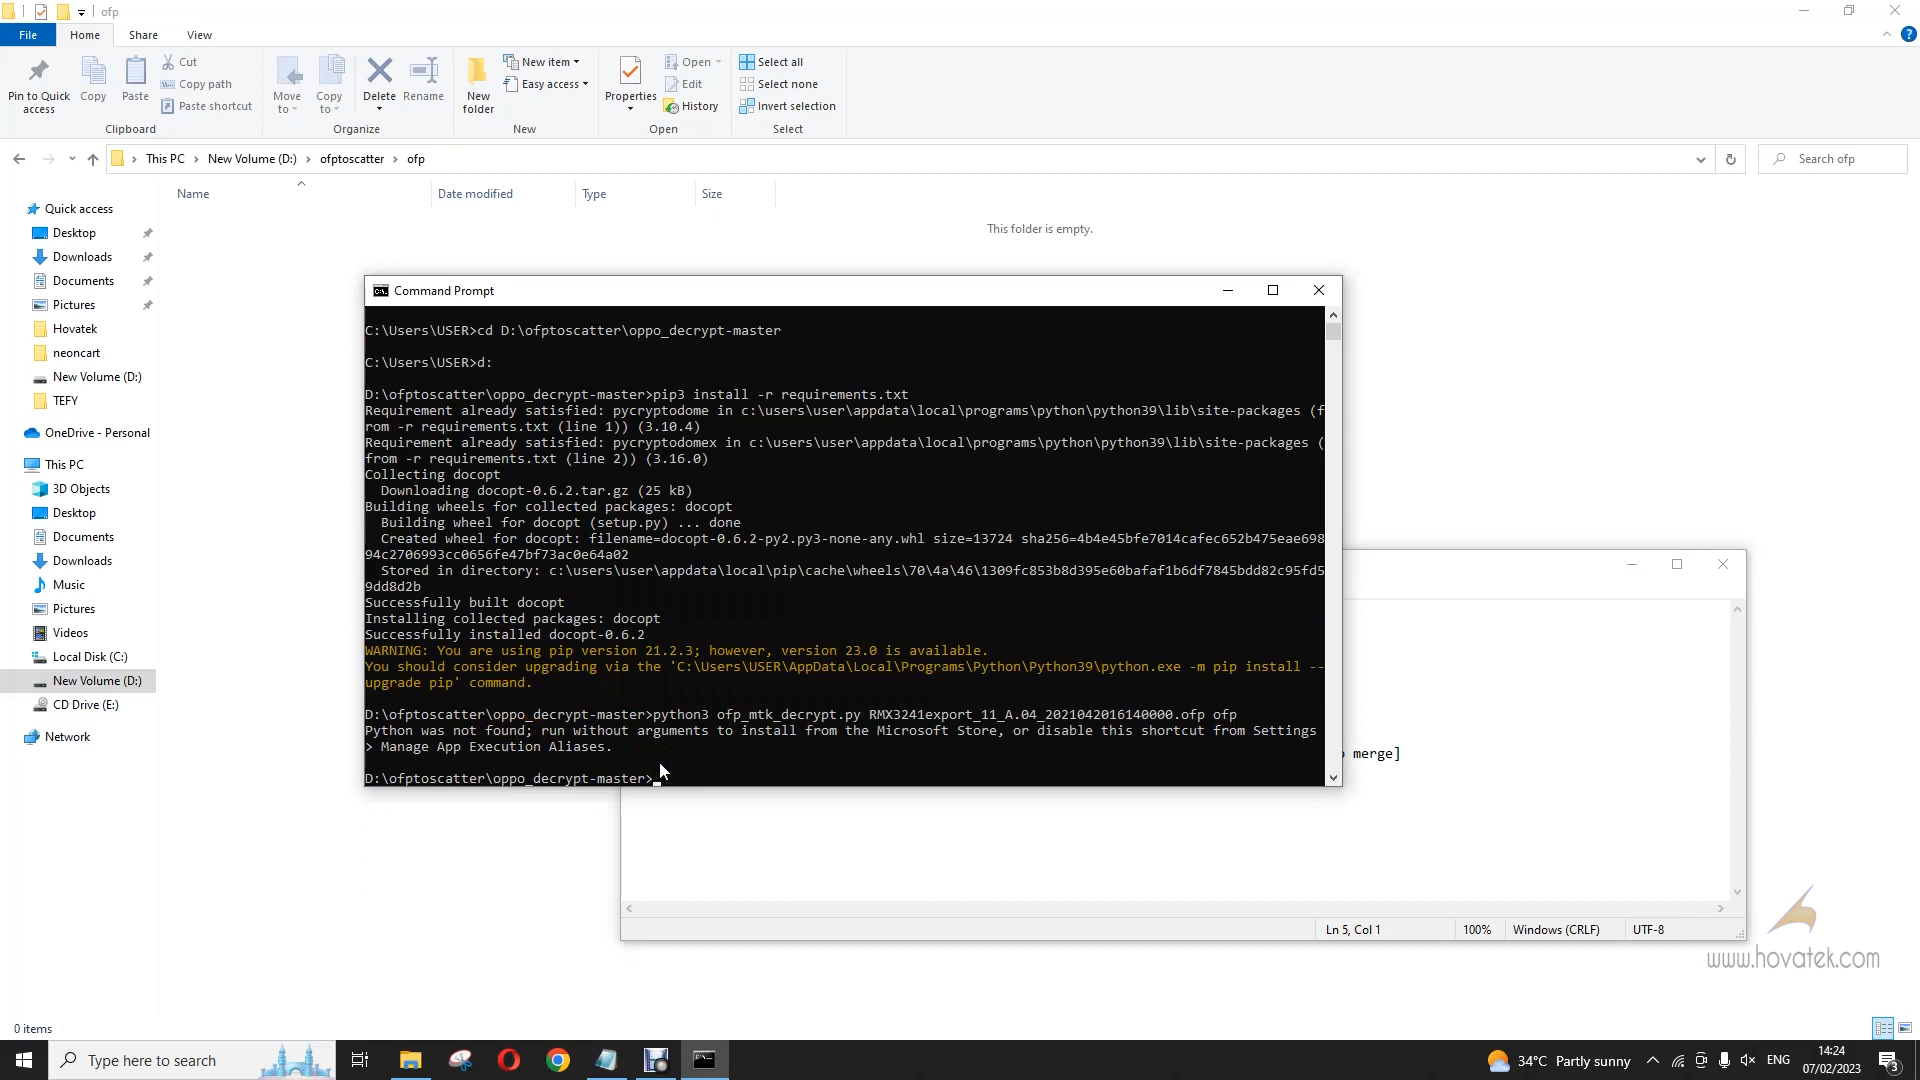 ofp
File
Home
Share
View
Pin to Quick access
Copy
Paste
Cut
Copy path
Paste shortcut
Clipboard
Move to
Copy to
Delete
Rename
Organize
New folder
New item
Easy access
New
Properties
Open
Edit
History
Open
Select all
Select none
Invert selection
Select
This PC
New Volume (D:)
ofptoscatter
ofp
Search ofp
Name
Date modified
Type
Size
This folder is empty.
Quick access
Desktop
Downloads
Documents
Pictures
Hovatek
neoncart
New Volume (D:)
TEFY
OneDrive - Personal
This PC
3D Objects
Desktop
Documents
Downloads
Music
Pictures
Videos
Local Disk (C:)
New Volume (D:)
CD Drive (E:)
Network
Command Prompt
C:\Users\USER>cd D:\ofptoscatter\oppo_decrypt-master
C:\Users\USER>d:
D:\ofptoscatter\oppo_decrypt-master>pip3 install -r requirements.txt
Requirement already satisfied: pycryptodome in c:\users\user\appdata\local\programs\python\python39\lib\site-packages (f
rom -r requirements.txt (line 1)) (3.10.4)
Requirement already satisfied: pycryptodomex in c:\users\user\appdata\local\programs\python\python39\lib\site-packages (
from -r requirements.txt (line 2)) (3.16.0)
Collecting docopt
Downloading docopt-0.6.2.tar.gz (25 kB)
Building wheels for collected packages: docopt
Building wheel for docopt (setup.py) ... done
Created wheel for docopt: filename=docopt-0.6.2-py2.py3-none-any.whl size=13724 sha256=4b4e45bfe7014cafec652b475eae698
94c2706993cc0656fe47bf73ac0e64a02
Stored in directory: c:\users\user\appdata\local\pip\cache\wheels\70\4a\46\1309fc853b8d395e60bafaf1b6df7845bdd82c95fd5
9dd8d2b
Successfully built docopt
Installing collected packages: docopt
Successfully installed docopt-0.6.2
WARNING: You are using pip version 21.2.3; however, version 23.0 is available.
You should consider upgrading via the 'C:\Users\USER\AppData\Local\Programs\Python\Python39\python.exe -m pip install --
upgrade pip' command.
D:\ofptoscatter\oppo_decrypt-master>python3 ofp_mtk_decrypt.py RMX3241export_11_A.04_2021042016140000.ofp ofp
Python was not found; run without arguments to install from the Microsoft Store, or disable this shortcut from Settings
> Manage App Execution Aliases.
D:\ofptoscatter\oppo_decrypt-master>
merge]
Ln 5, Col 1
100%
Windows (CRLF)
UTF-8
www.hovatek.com
0 items
Type here to search
34°C Partly sunny
ENG
14:24
07/02/2023
3